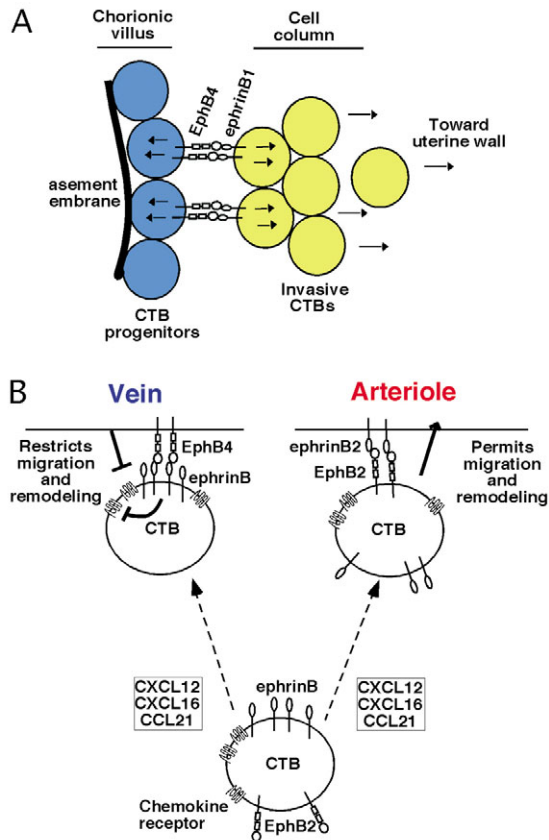 A
Chorionic
villus
Cell
column
EphB4
ephrinB1
Toward
uterine wall
asement
embrane
CTB
progenitors
Invasive
CTBs
B
Vein
Arteriole
Restricts
migration
and
remodeling
EphB4
ephrinB
CTB
ephrinB2
EphB2
Permits
migration
and
remodeling
CTB
CXCL12
CXCL16
CCL21
ephrinB
CXCL12
CXCL16
CCL21
CTB
Chemokine
receptor
EphB2